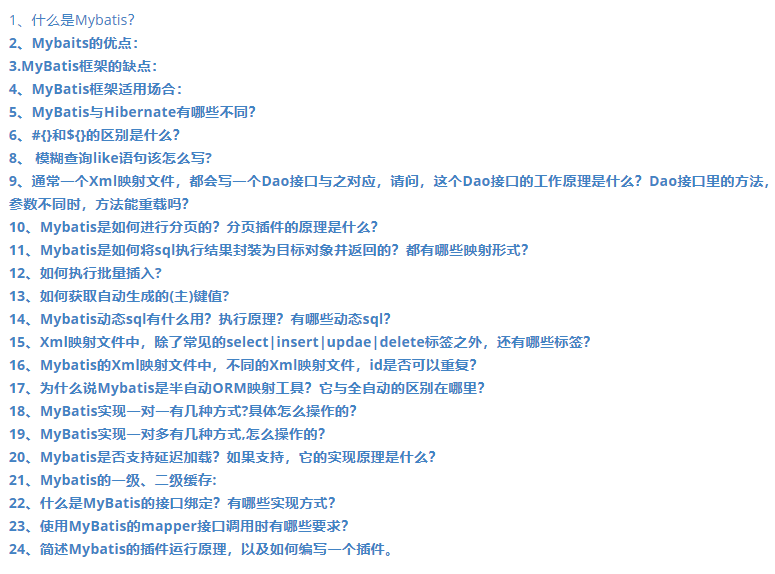 1、什么是Mybatis？
2、Mybaits的优点：
3.MyBatis框架的缺点：
4、MyBatis框架适用场合：
5、MyBatis与Hibernate有哪些不同？
6、#{}和${}的区别是什么？
8、 模糊查询like语句该怎么写?
9、通常一个Xml映射文件，都会写一个Dao接口与之对应，请问，这个Dao接口的工作原理是什么？Dao接口里的方法，
参数不同时，方法能重载吗？
10、Mybatis是如何进行分页的？分页插件的原理是什么？
11、Mybatis是如何将sql执行结果封装为目标对象并返回的？都有哪些映射形式？
12、如何执行批量插入?
13、如何获取自动生成的(主)键值?
14、Mybatis动态sql有什么用？执行原理？有哪些动态sql？
15、Xml映射文件中，除了常见的select|insert|updae|delete标签之外，还有哪些标签？
16、Mybatis的Xml映射文件中，不同的Xml映射文件，id是否可以重复？
17、为什么说Mybatis是半自动ORM映射工具？它与全自动的区别在哪里？
18、MyBatis实现一对一有几种方式?具体怎么操作的？
19、MyBatis实现一对多有几种方式,怎么操作的？
20、Mybatis是否支持延迟加载？如果支持，它的实现原理是什么？
21、Mybatis的一级、二级缓存:
22、什么是MyBatis的接口绑定？有哪些实现方式？
23、使用MyBatis的mapper接口调用时有哪些要求？
24、简述Mybatis的插件运行原理，以及如何编写一个插件。